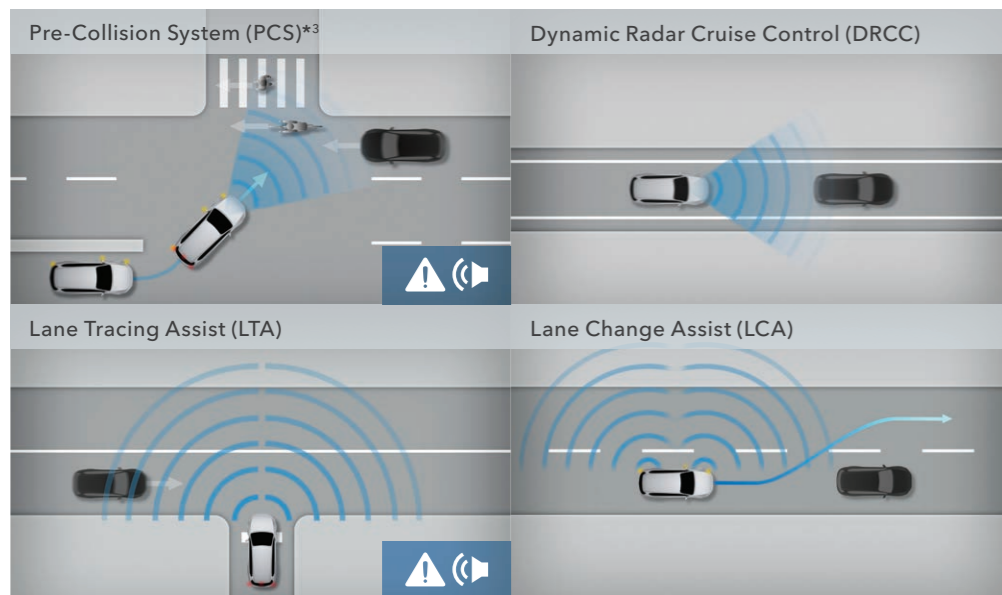 Pre-Collision System (PCS)*3
Dynamic Radar Cruise Control (DRCC)
Lane Tracing Assist (LTA)
Lane Change Assist (LCA)